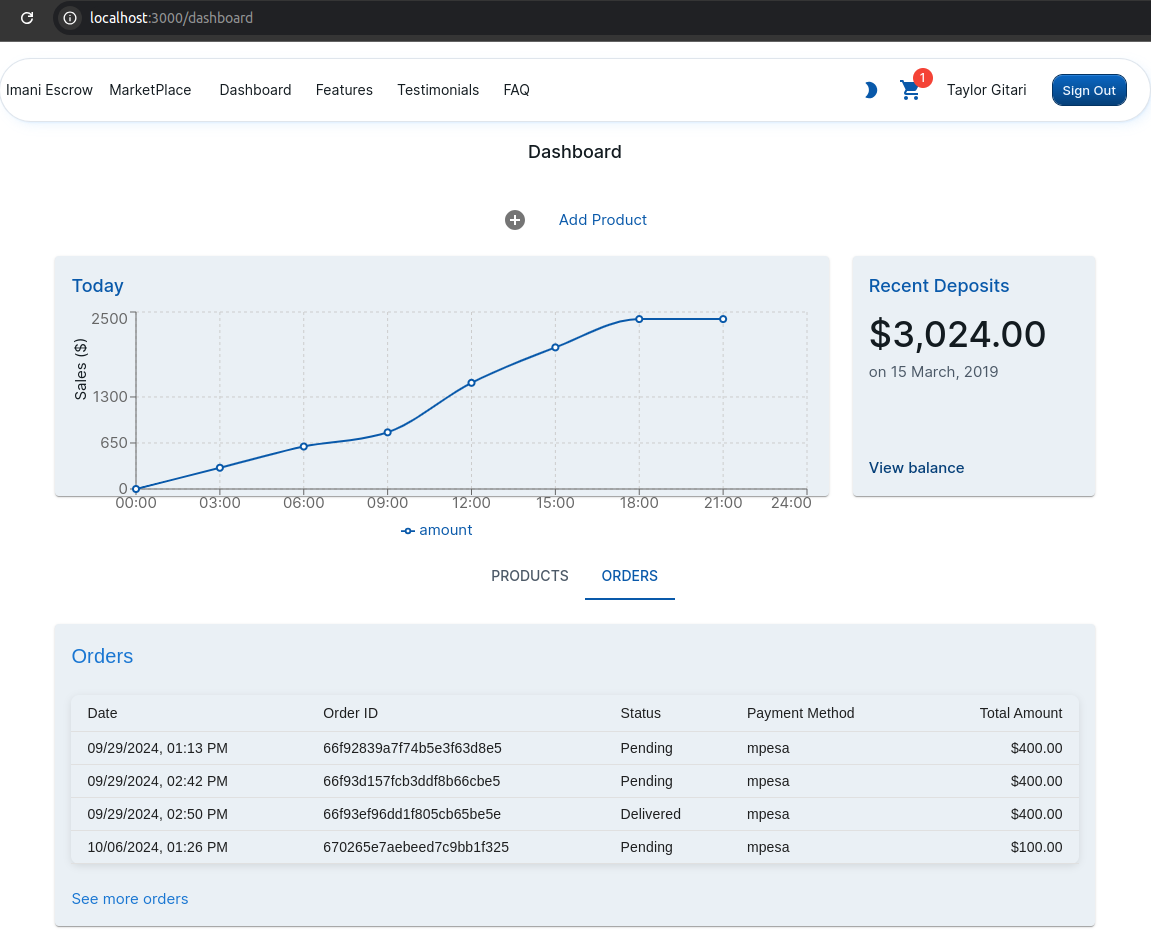 localhost:3000/dashboard
Imani Escrow MarketPlace Dashboard Features Testimonials FAQ 1 Taylor Gitari Sign Out
Dashboard
Add Product
Today
2500
1300
650
0
Sales ($)
00:00 03:00 06:00 09:00 12:00 15:00 18:00 21:00 24:00
amount
Recent Deposits
$3,024.00
on 15 March, 2019
View balance
PRODUCTS ORDERS
Orders
Date Order ID Status Payment Method Total Amount
09/29/2024, 01:13 PM 66f92839a7f74b5e3f63d8e5 Pending mpesa $400.00
09/29/2024, 02:42 PM 66f93d157fcb3ddf8b66cbe5 Pending mpesa $400.00
09/29/2024, 02:50 PM 66f93ef96dd1f805cb65be5e Delivered mpesa $400.00
10/06/2024, 01:26 PM 670265e7aebeed7c9bb1f325 Pending mpesa $100.00
See more orders